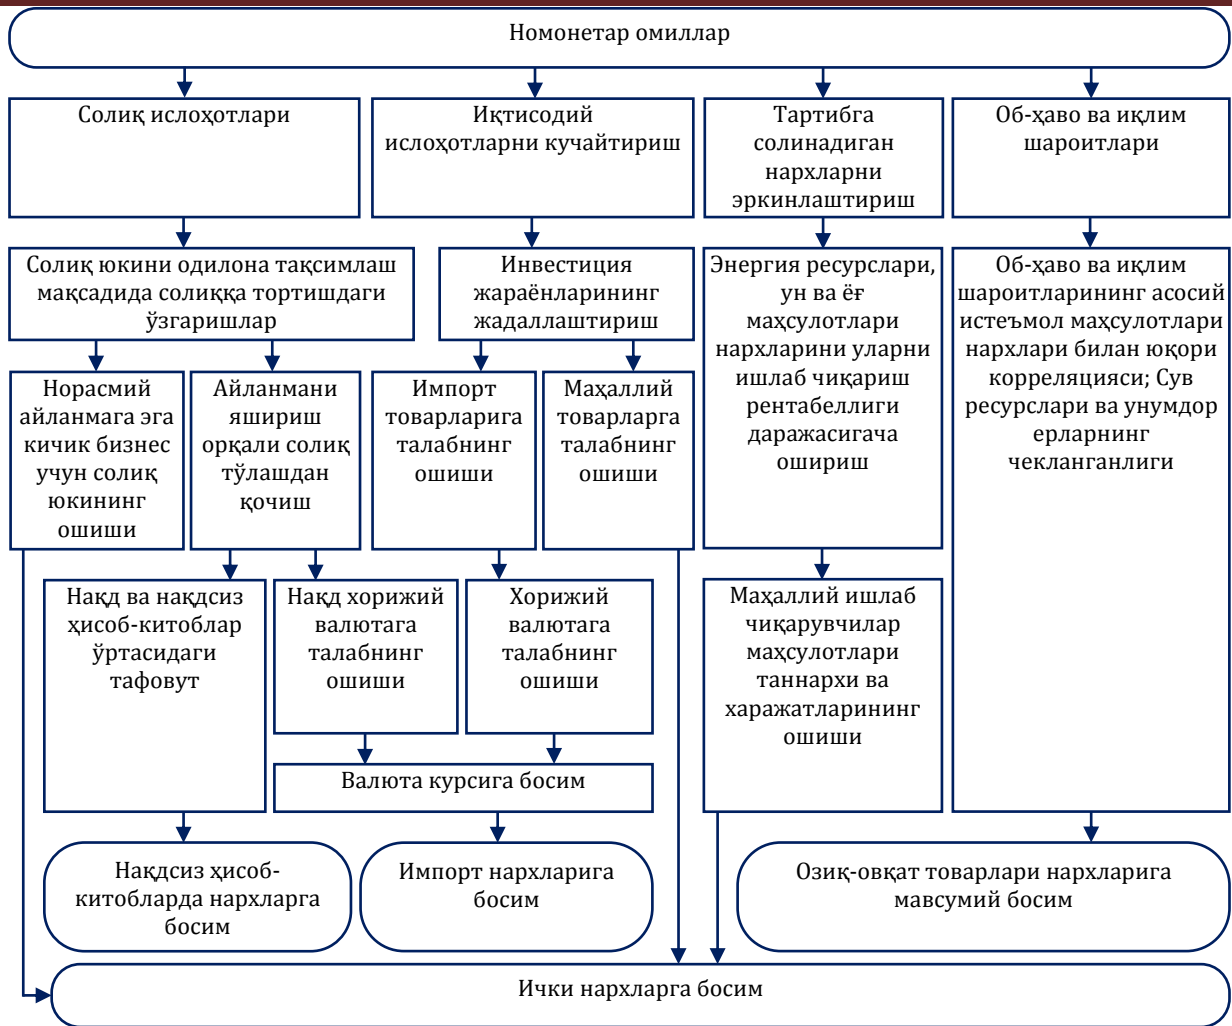 Номонетар омиллар
Солиқ ислоҳотлари
Иқтисодий
ислоҳотларни кучайтириш
Тартибга
солинадиган
нархларни
эркинлаштириш
Об-ҳаво ва иқлим
шароитлари
Солиқ юкини одилона тақсимлаш
мақсадида солиққа тортишдаги
ўзгаришлар
Инвестиция
жараёнларининг
жадаллаштириш
Энергия ресурслари,
ун ва ёғ
маҳсулотлари
нархларини уларни
ишлаб чиқариш
рентабеллиги
даражасигача
ошириш
Об-ҳаво ва иқлим
шароитларининг асосий
истеъмол маҳсулотлари
нархлари билан юқори
корреляцияси; Сув
ресурслари ва унумдор
ерларнинг
чекланганлиги
Норасмий
айланмага эга
кичик бизнес
учун солиқ
юкининг
ошиши
Айланмани
яшириш
орқали солиқ
тўлашдан
қочиш
Импорт
товарларига
талабнинг
ошиши
Маҳаллий
товарларга
талабнинг
ошиши
Нақд ва нақдсиз
ҳисоб-китоблар
ўртасидаги
тафовут
Нақд хорижий
валютага
талабнинг
ошиши
Хорижий
валютага
талабнинг
ошиши
Маҳаллий ишлаб
чиқарувчилар
маҳсулотлари
таннархи ва
харажатларининг
ошиши
Валюта курсига босим
Нақдсиз ҳисоб-
китобларда нархларга
босим
Импорт нархларига
босим
Озиқ-овқат товарлари нархларига
мавсумий босим
Ички нархларга босим